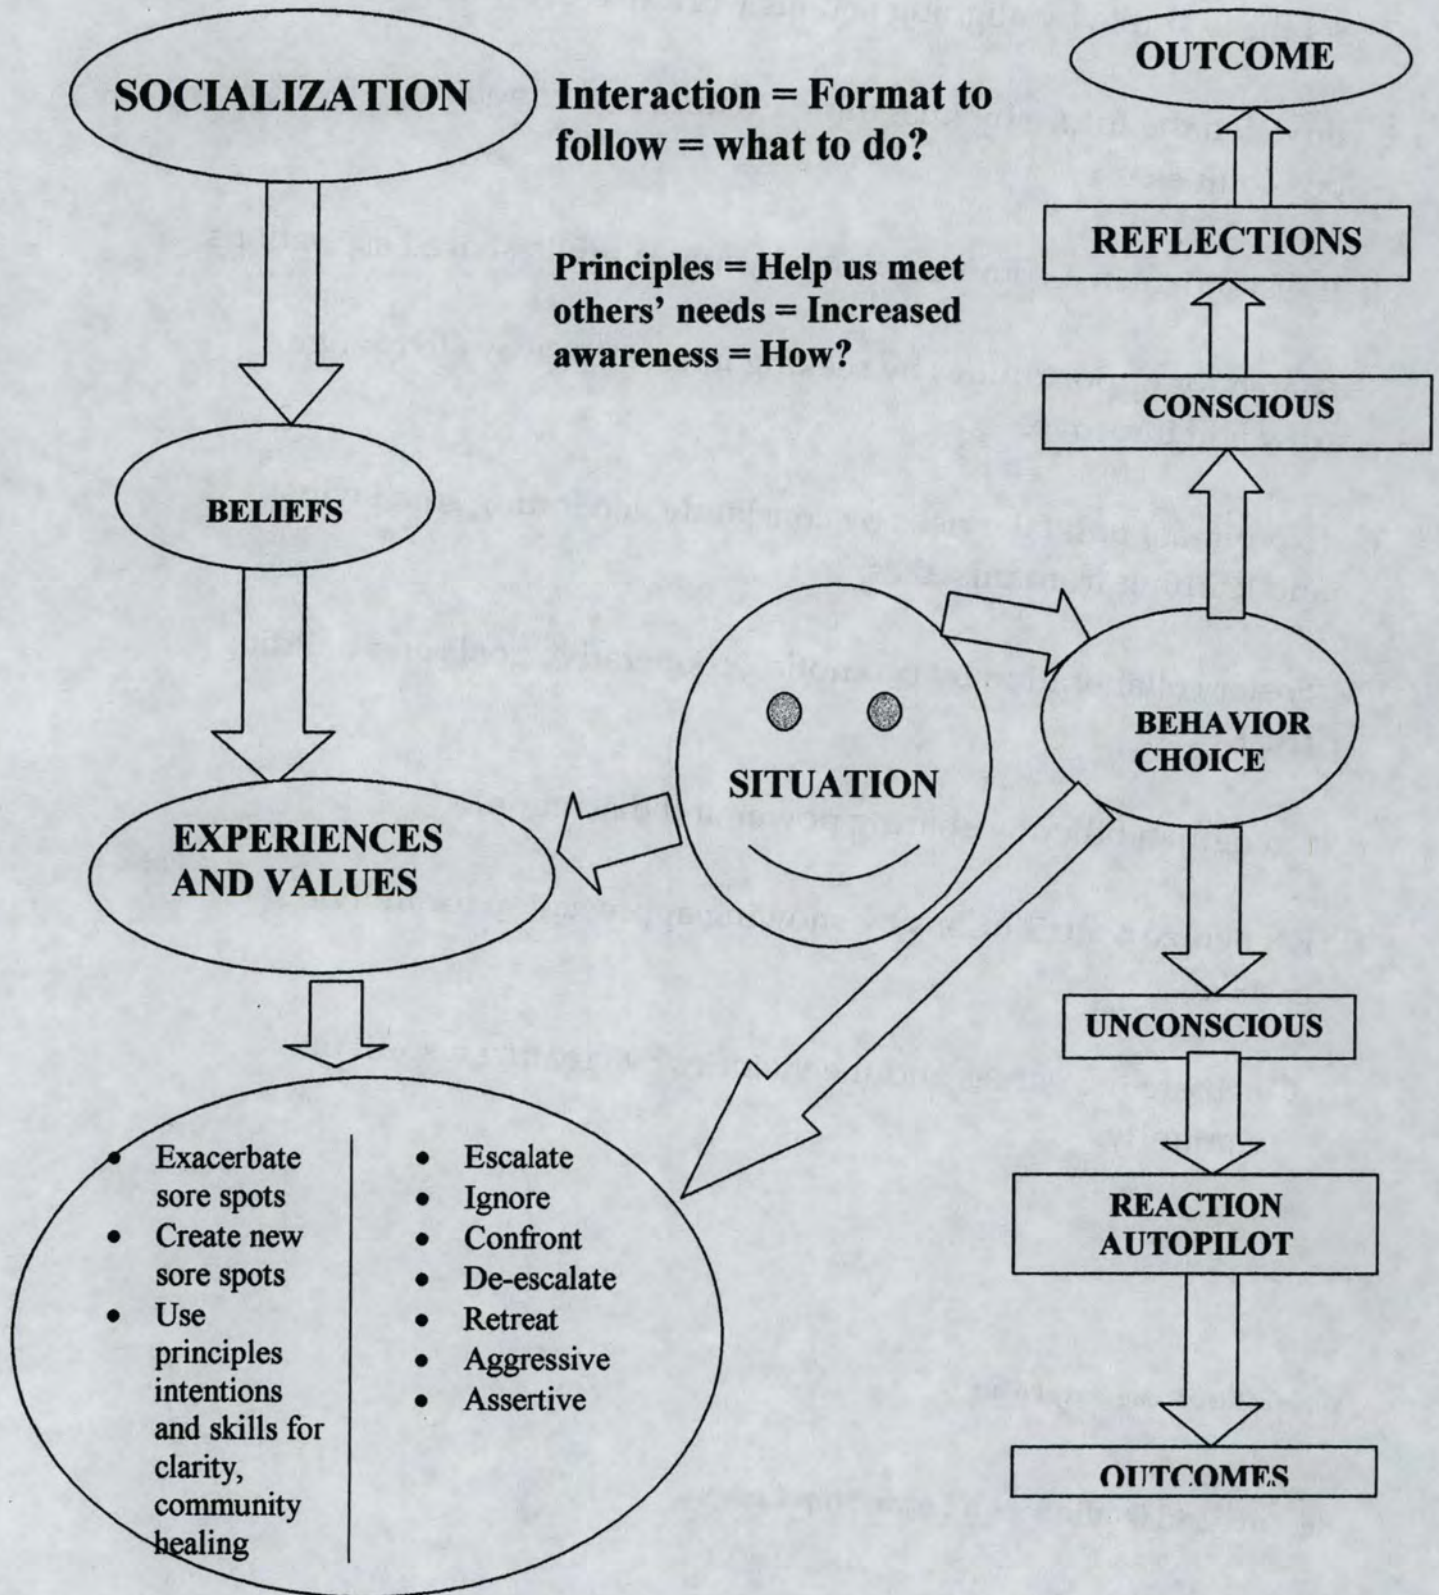 SOCIALIZATION
Interaction = Format to
follow = what to do?
Principles = Help us meet
others' needs = Increased
awareness = How?
OUTCOME
REFLECTIONS
CONSCIOUS
BELIEFS
SITUATION
BEHAVIOR
CHOICE
EXPERIENCES
AND VALUES
UNCONSCIOUS
REACTION
AUTOPILOT
OUTCOMES
• Exacerbate
sore spots
• Create new
sore spots
• Use
principles
intentions
and skills for
clarity,
community
healing
• Escalate
• Ignore
• Confront
• De-escalate
• Retreat
• Aggressive
• Assertive